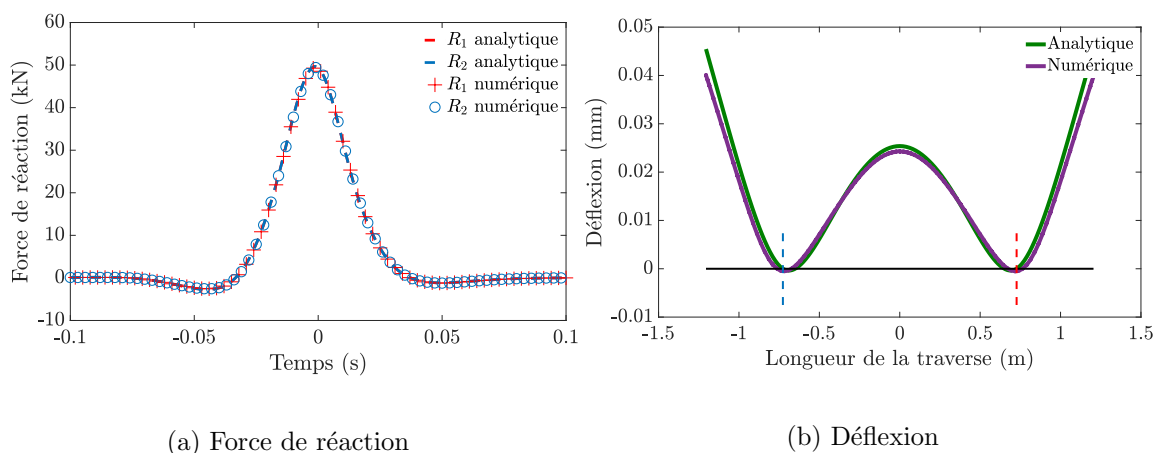 60
50
40
30
20
10
0
-10
-0.1
-0.05
0
0.05
0.1
Force de réaction (kN)
Temps (s)
R1 analytique
R2 analytique
R1 numérique
R2 numérique
(a) Force de réaction
0.05
0.04
0.03
0.02
0.01
0
-0.01
-1.5
-1
-0.5
0
0.5
1
1.5
Déflexion (mm)
Longueur de la traverse (m)
Analytique
Numérique
(b) Déflexion